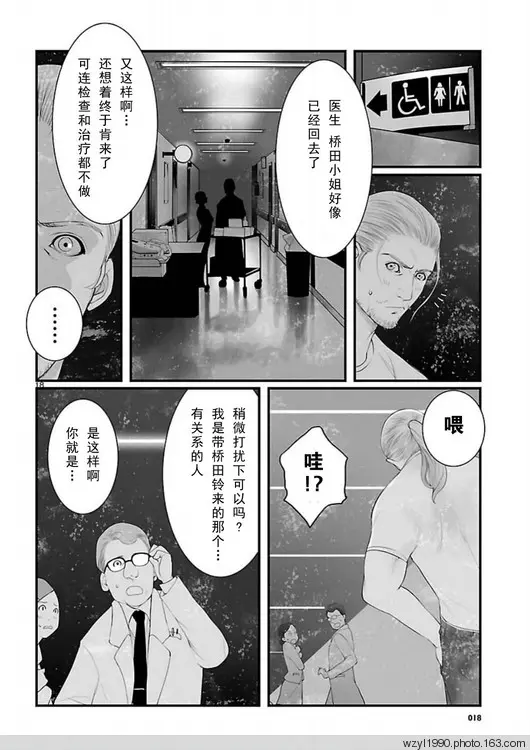 医生 桥田小姐好像
已经回去了
又这样啊…
还想着终于肯来了
可连检查和治疗都不做
……
18
喂
哇!?
稍微打扰下可以吗?
我是带桥田铃来的那个…
有关系的人
是这样啊
你就是…
018
wzyl1990.photo.163.com